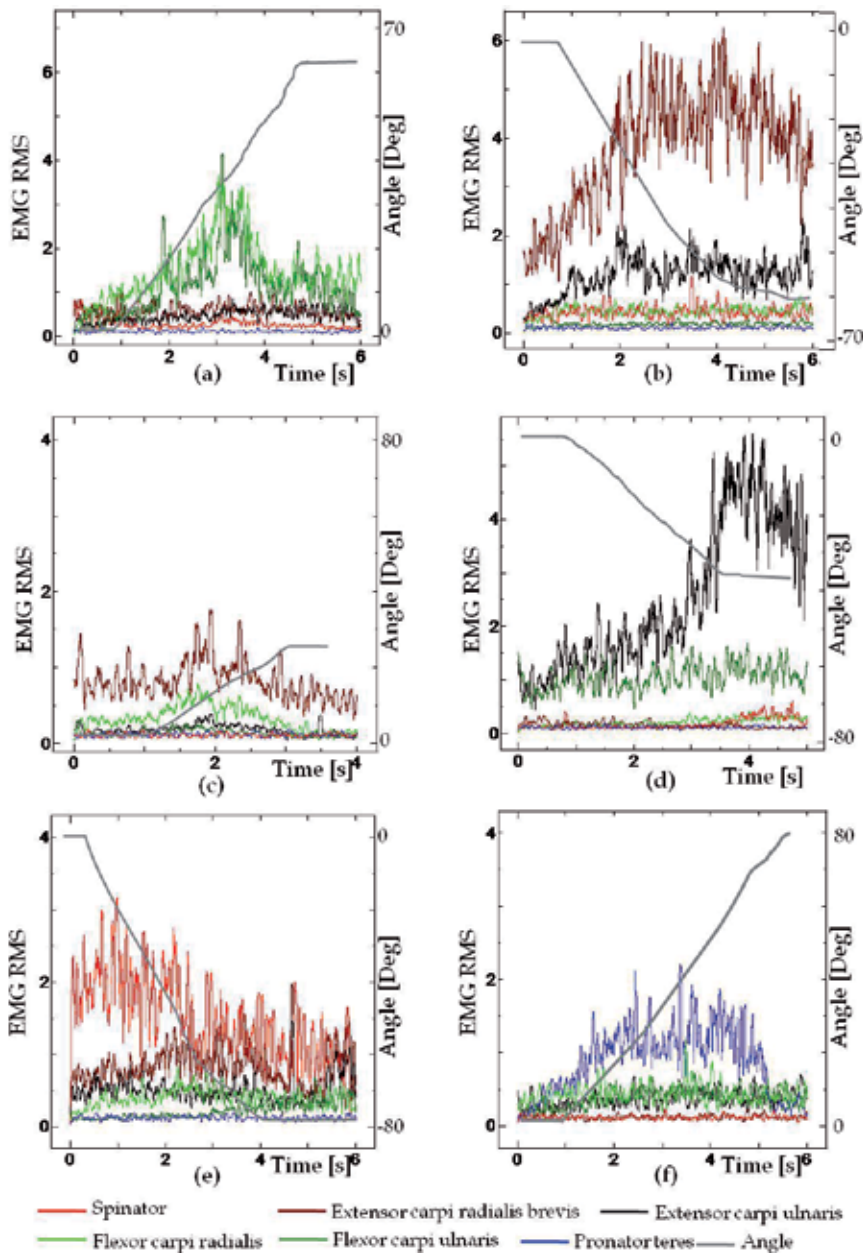 70
6
4
2
0
EMG RMS
Angle [Deg]
0
0 2 4 6
Time [s]
(a)
0
6
4
2
0
EMG RMS
Angle [Deg]
-70
0 2 4 6
Time [s]
(b)
4
2
0
EMG RMS
80
Angle [Deg]
0
0 2 4
Time [s]
(c)
4
2
0
EMG RMS
0
Angle [Deg]
-80
0 2 4
Time [s]
(d)
4
2
0
EMG RMS
0
Angle [Deg]
-80
0 2 4 6
Time [s]
(e)
4
2
0
EMG RMS
80
Angle [Deg]
0
0 2 4 6
Time [s]
(f)
Spinator Extensor carpi radialis brevis Extensor carpi ulnaris
Flexor carpi radialis Flexor carpi ulnaris Pronator teres Angle